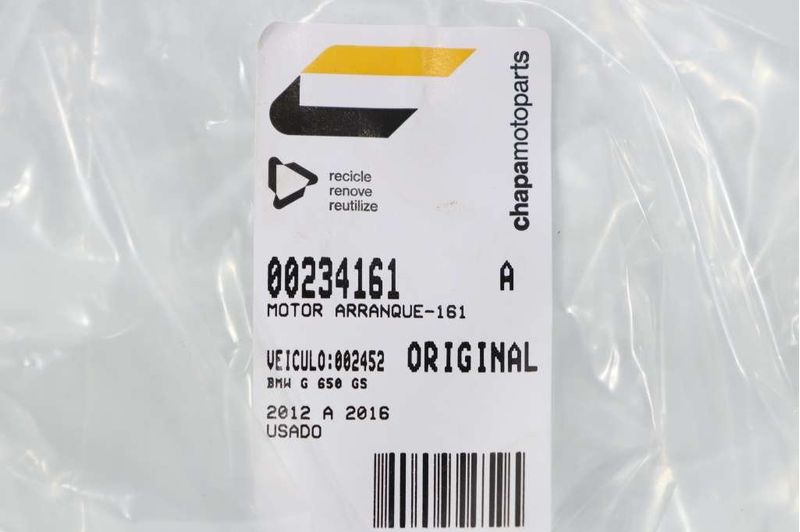 chapamotoparts
recicle
renove
reutilize
00234161 A
MOTOR ARRANQUE-161
VEICULO:002452 ORIGINAL
BMW G 650 GS
2012 A 2016
USADO